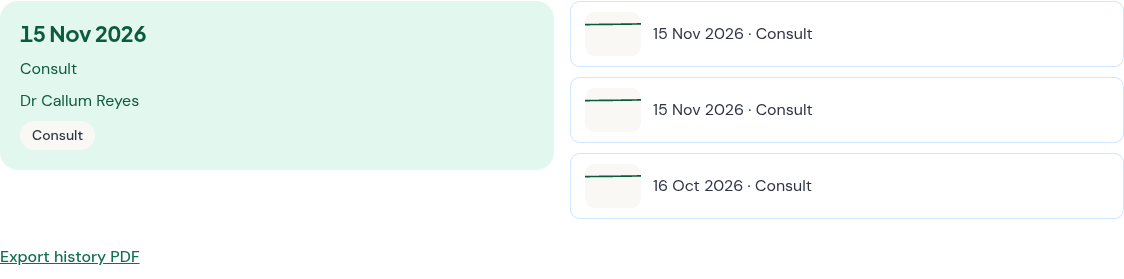 15 Nov 2026
Consult
Dr Callum Reyes
Consult
15 Nov 2026 · Consult
15 Nov 2026 · Consult
16 Oct 2026 · Consult
Export history PDF